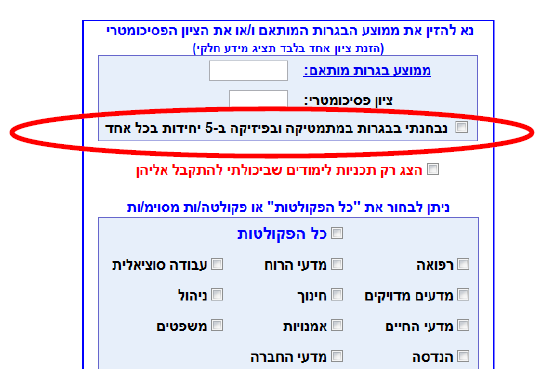 נא להזין את ממוצע הבגרות המותאם ו/או את הציון הפסיכומטרי
(הזנת ציון אחד בלבד תציג מידע חלקי)
ממוצע בגרות מותאם:
ציון פסיכומטרי:
נבחנתי בבגרות במתמטיקה ובפיזיקה ב-5 יחידות בכל אחד
הצג רק תכניות לימודים שביכולתי להתקבל אליהן
ניתן לבחור את "כל הפקולטות" או פקולטה/ות מסוימ/ות
כל הפקולטות
רפואה מדעי הרוח עבודה סוציאלית
מדעים מדויקים חינוך ניהול
מדעי החיים אמנויות משפטים
הנדסה מדעי החברה